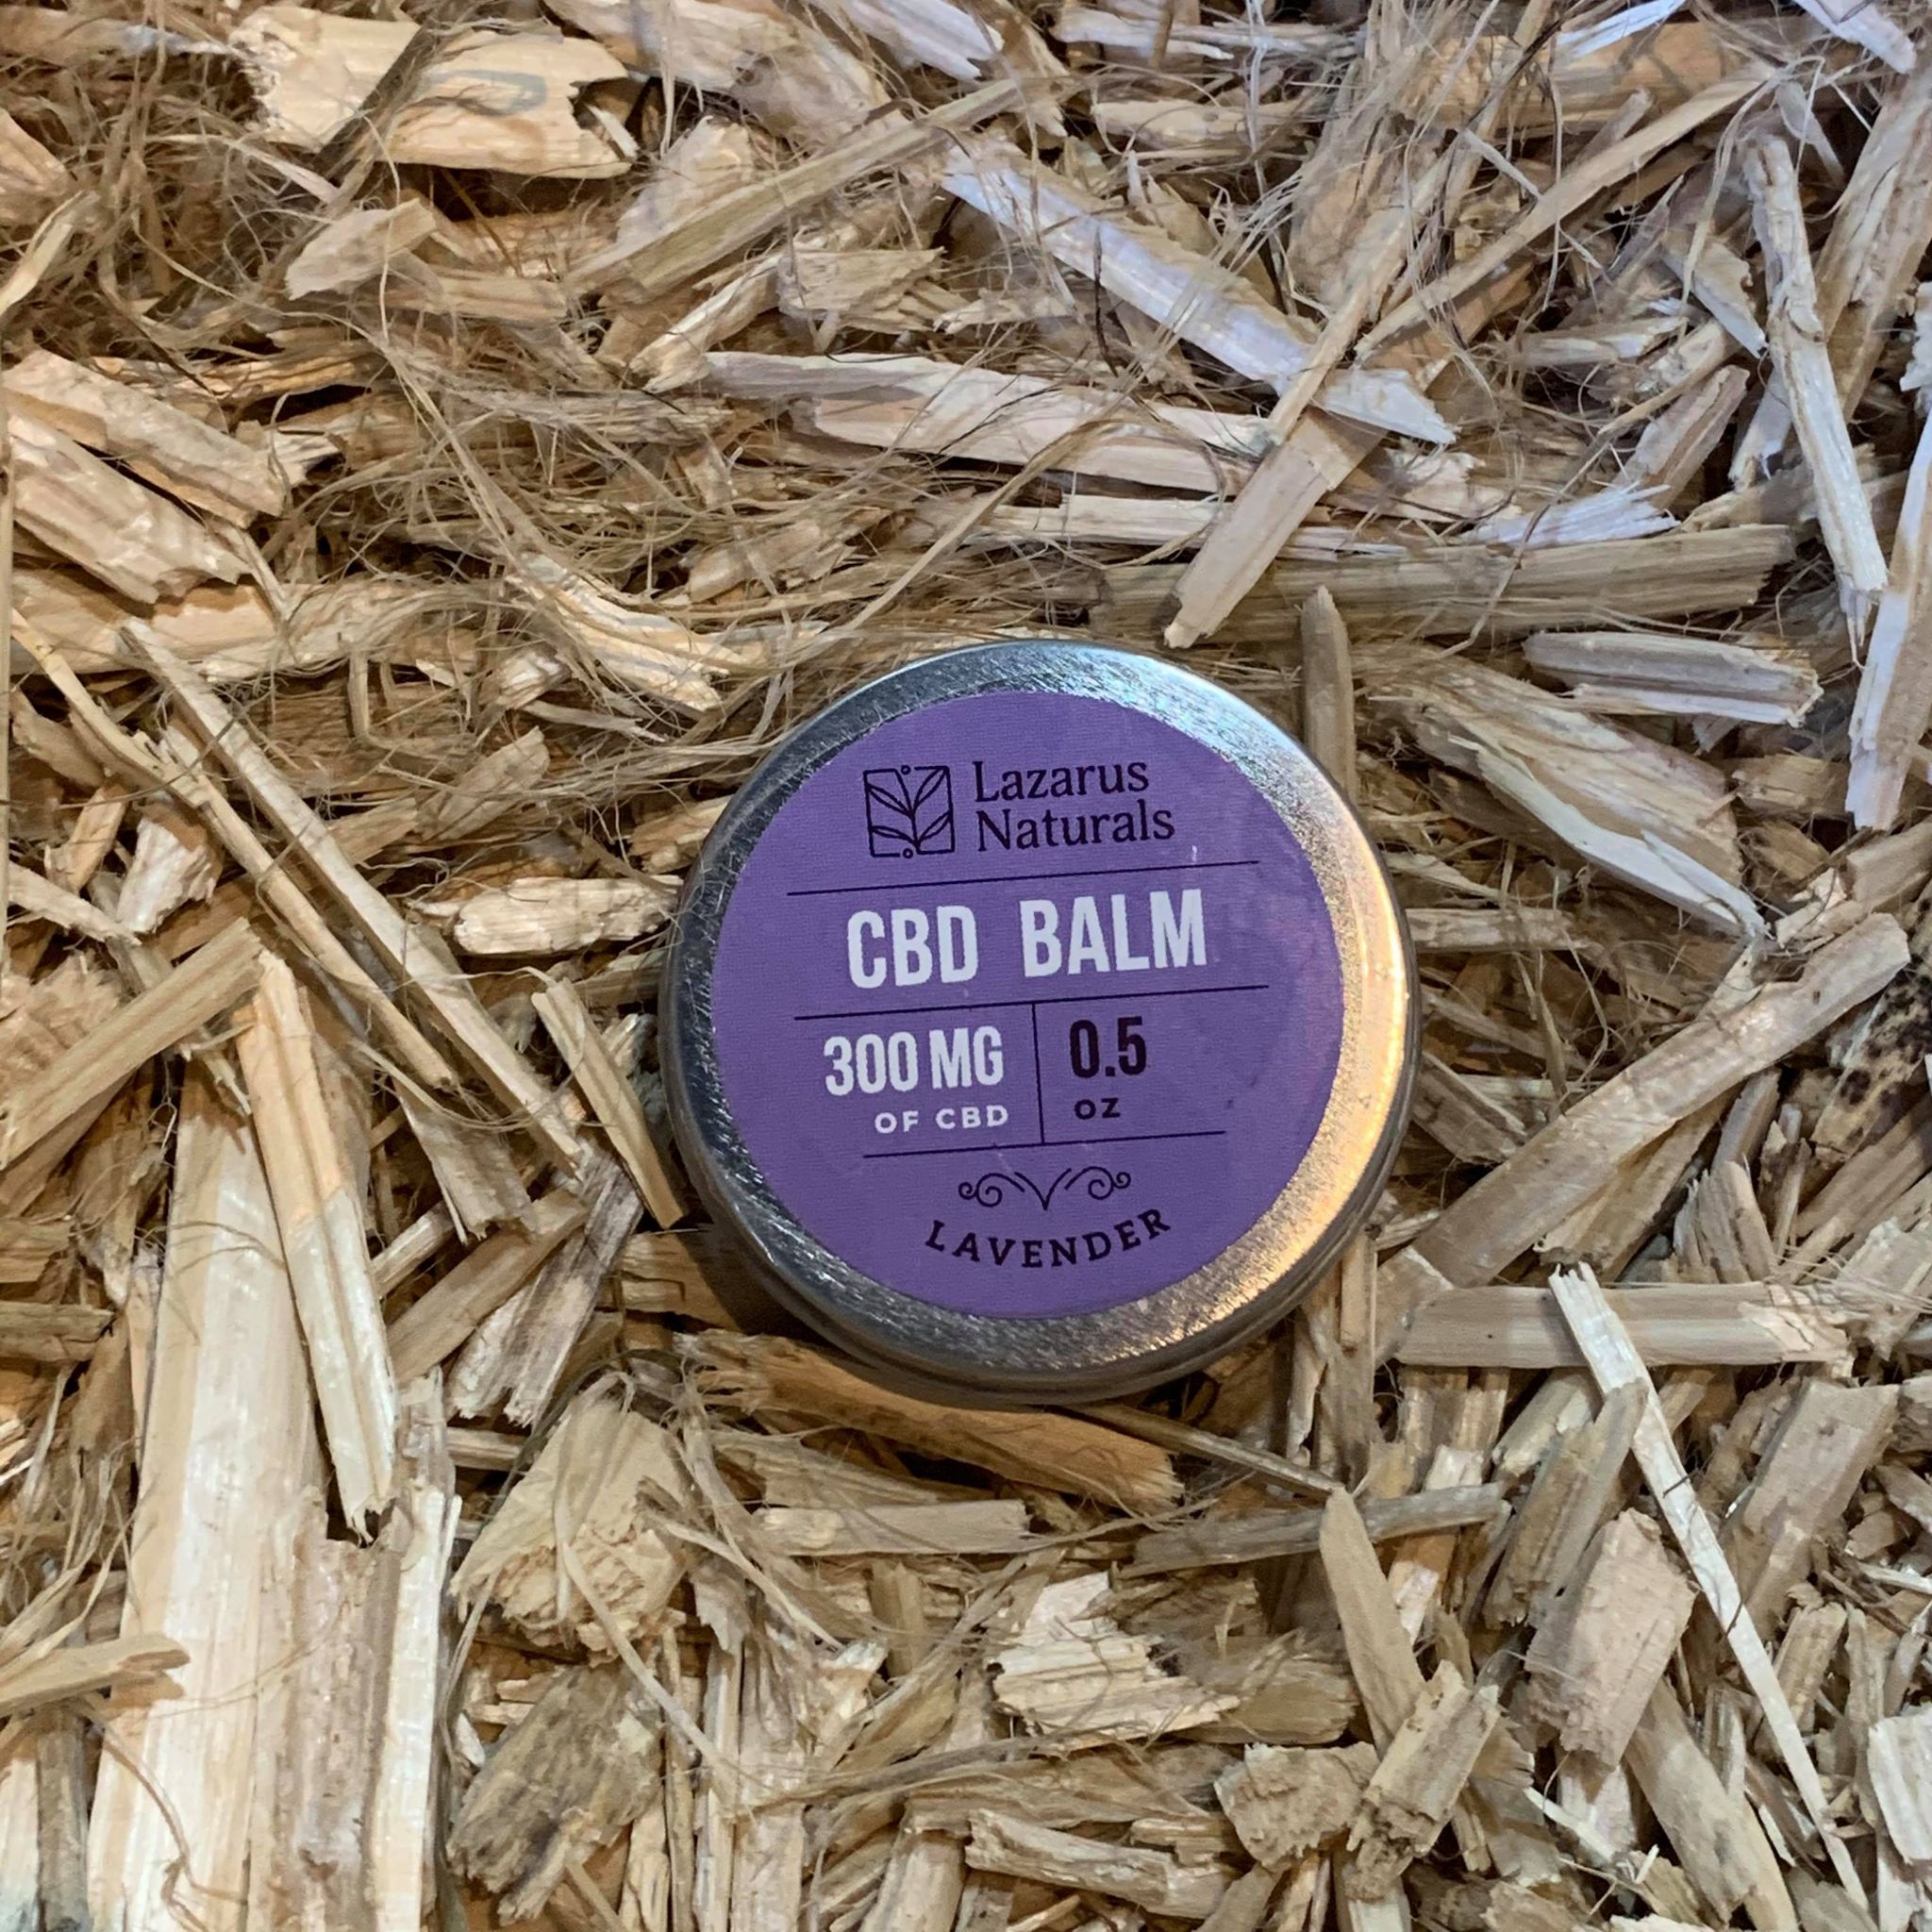 Lazarus
Naturals
CBD BALM
300 MG
OF CBD
0.5
OZ
LAVENDER